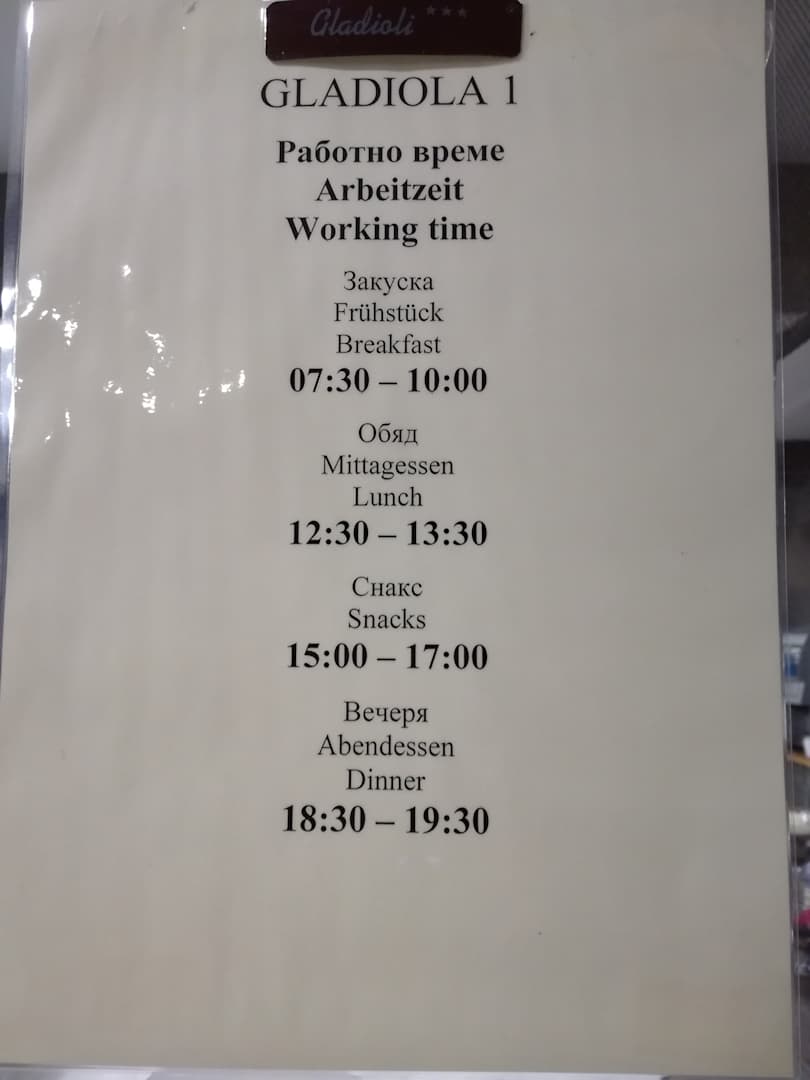 Gladioli ***
GLADIOLA 1
Работно време
Arbeitzeit
Working time
Закуска
Frühstück
Breakfast
07:30 – 10:00
Обяд
Mittagessen
Lunch
12:30 – 13:30
Снакс
Snacks
15:00 – 17:00
Вечеря
Abendessen
Dinner
18:30 – 19:30